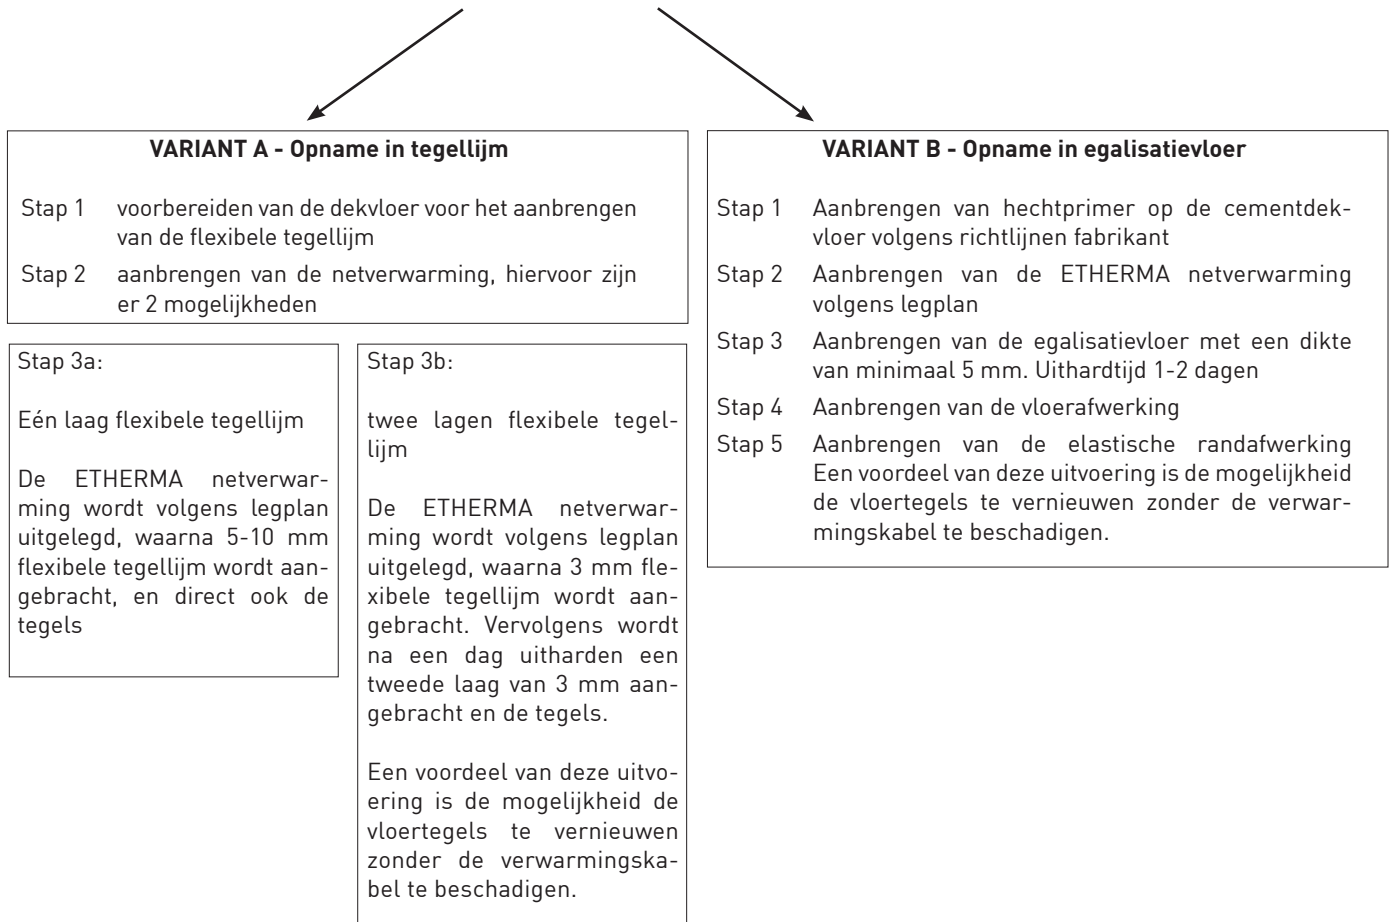 VARIANT A - Opname in tegellijm
Stap 1 voorbereiden van de dekvloer voor het aanbrengen
van de flexibele tegellijm
Stap 2 aanbrengen van de netverwarming, hiervoor zijn
er 2 mogelijkheden
Stap 3a:
Eén laag flexibele tegellijm
De ETHERMA netverwar-
ming wordt volgens legplan
uitgelegd, waarna 5-10 mm
flexibele tegellijm wordt aan-
gebracht, en direct ook de
tegels
Stap 3b:
twee lagen flexibele tegel-
lijm
De ETHERMA netverwar-
ming wordt volgens legplan
uitgelegd, waarna 3 mm fle-
xibele tegellijm wordt aan-
gebracht. Vervolgens wordt
na een dag uitharden een
tweede laag van 3 mm aan-
gebracht en de tegels.
Een voordeel van deze uitvo-
ering is de mogelijkheid de
vloertegels te vernieuwen
zonder de verwarmingska-
bel te beschadigen.
VARIANT B - Opname in egalisatievloer
Stap 1 Aanbrengen van hechtprimer op de cementdek-
vloer volgens richtlijnen fabrikant
Stap 2 Aanbrengen van de ETHERMA netverwarming
volgens legplan
Stap 3 Aanbrengen van de egalisatievloer met een dikte
van minimaal 5 mm. Uithardtijd 1-2 dagen
Stap 4 Aanbrengen van de vloerafwerking
Stap 5 Aanbrengen van de elastische randafwerking
Een voordeel van deze uitvoering is de mogelijkheid
de vloertegels te vernieuwen zonder de verwar-
mingskabel te beschadigen.